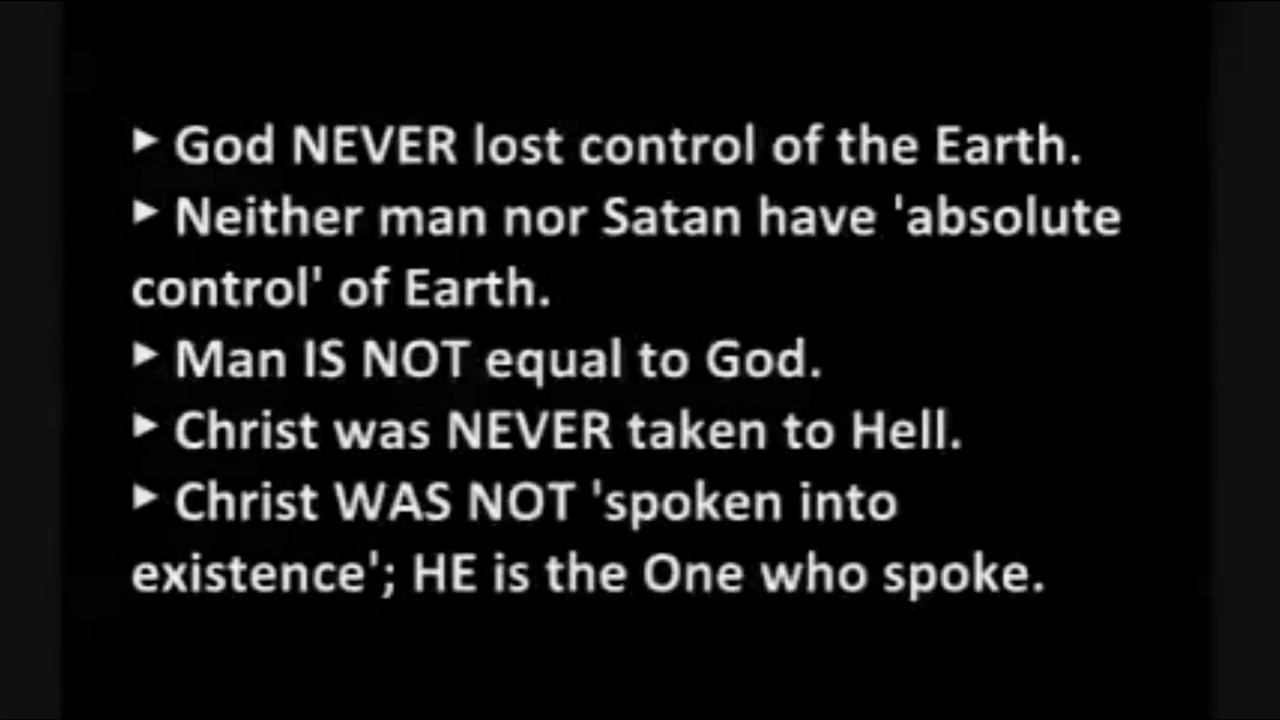 ▶ God NEVER lost control of the Earth.
▶ Neither man nor Satan have 'absolute
control' of Earth.
▶ Man IS NOT equal to God.
▶ Christ was NEVER taken to Hell.
▶ Christ WAS NOT 'spoken into
existence'; HE is the One who spoke.